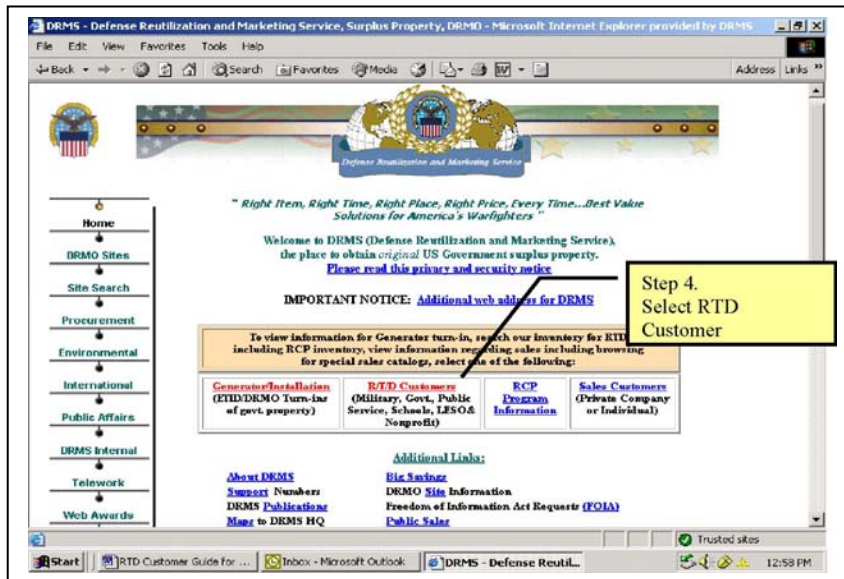 DRMS - Defense Reutilization and Marketing Service, Surplus Property, DRMO - Microsoft Internet Explorer provided by DRMS
File Edit View Favorites Tools Help
Back Search Favorites Media Address Links »
Defense Reutilization and Marketing Service
" Right Item, Right Time, Right Place, Right Price, Every Time...Best Value
Solutions for America's Warfighters "
Welcome to DRMS (Defense Reutilization and Marketing Service),
the place to obtain original US Government surplus property.
Please read this privacy and security notice
IMPORTANT NOTICE: Additional web address for DRMS
Step 4.
Select RTD
Customer
To view information for Generator turn-in, search our inventory for RTD
including RCP inventory, view information regarding sales including browsing
for special sales catalogs, select one of the following:
Generator/Installation
(ETID/DRMO Turn-ins
of govt. property)
R/T/D Customers
(Military, Govt., Public
Service, Schools, LESO &
Nonprofit)
RCP
Program
Information
Sales Customers
(Private Company
or Individual)
Additional Links:
About DRMS
Support Numbers
DRMS Publications
Maps to DRMS HQ
Big Savings
DRMO Site Information
Freedom of Information Act Requests (FOIA)
Public Sales
Home
DRMO Sites
Site Search
Procurement
Environmental
International
Public Affairs
DRMS Internal
Telework
Web Awards
Trusted sites
Start RTD Customer Guide for ... Inbox - Microsoft Outlook DRMS - Defense Reutil... 12:58 PM